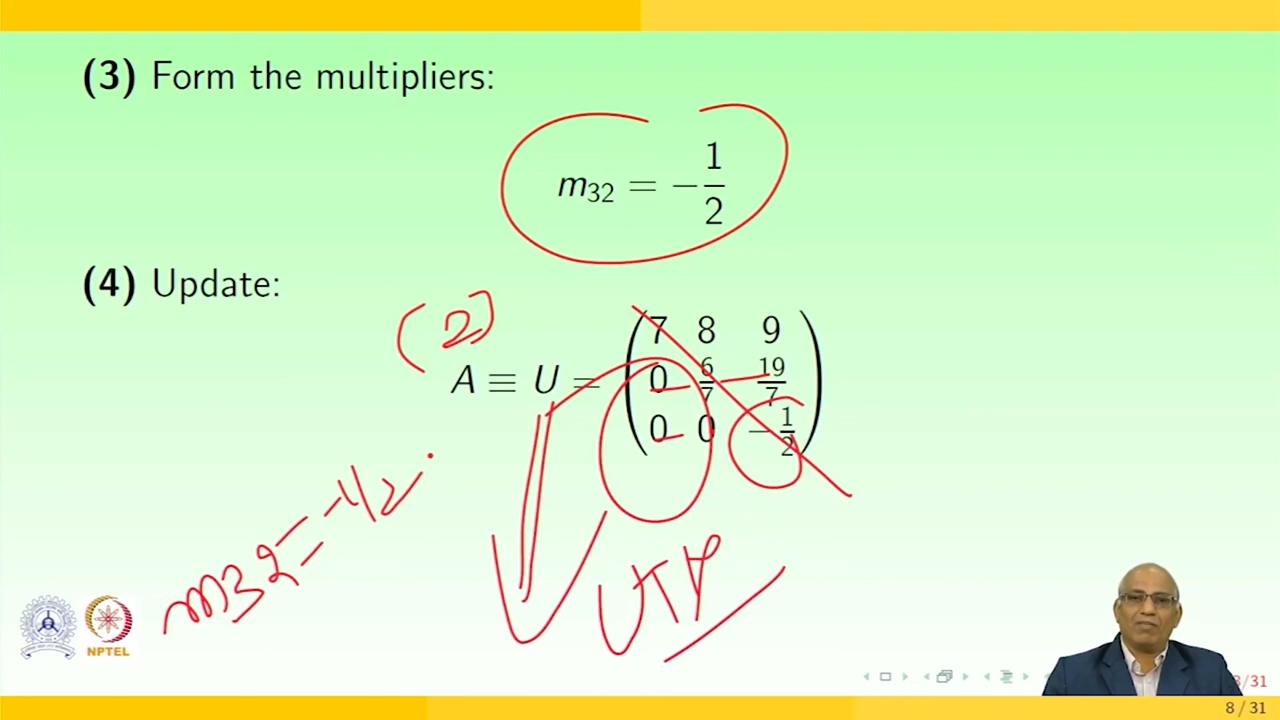 (3) Form the multipliers:
m₃₂ = −1/2
(4) Update:
(2)
A ≡ U = ( 7 8 9
0 6/7 19/7
0 0 −1/2 )
m32 = -1/2
NPTEL
8 / 31